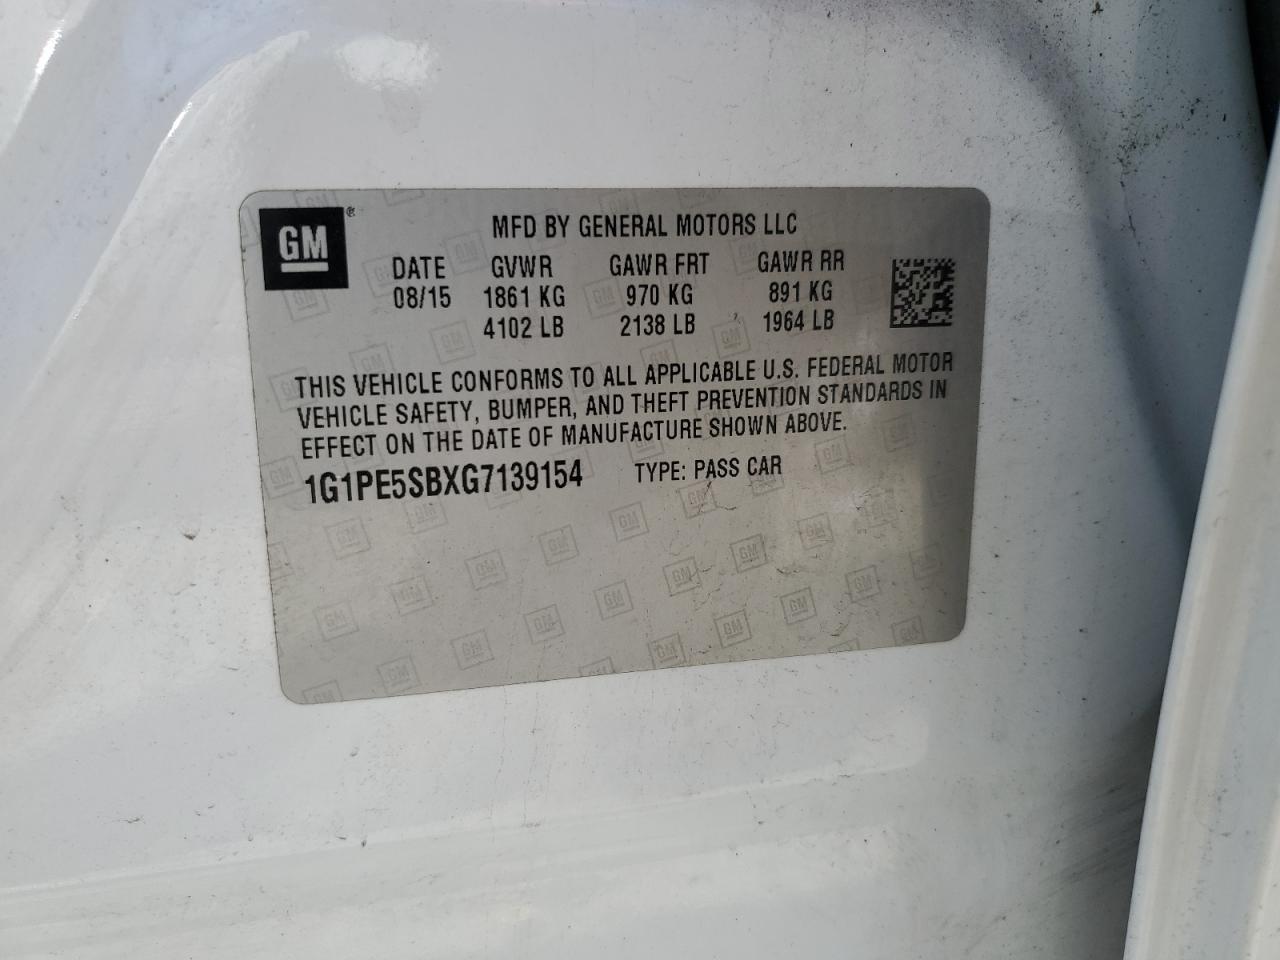 GM®
MFD BY GENERAL MOTORS LLC
DATE GVWR GAWR FRT GAWR RR
08/15 1861 KG 970 KG 891 KG
4102 LB 2138 LB 1964 LB
THIS VEHICLE CONFORMS TO ALL APPLICABLE U.S. FEDERAL MOTOR
VEHICLE SAFETY, BUMPER, AND THEFT PREVENTION STANDARDS IN
EFFECT ON THE DATE OF MANUFACTURE SHOWN ABOVE.
1G1PE5SBXG7139154 TYPE: PASS CAR